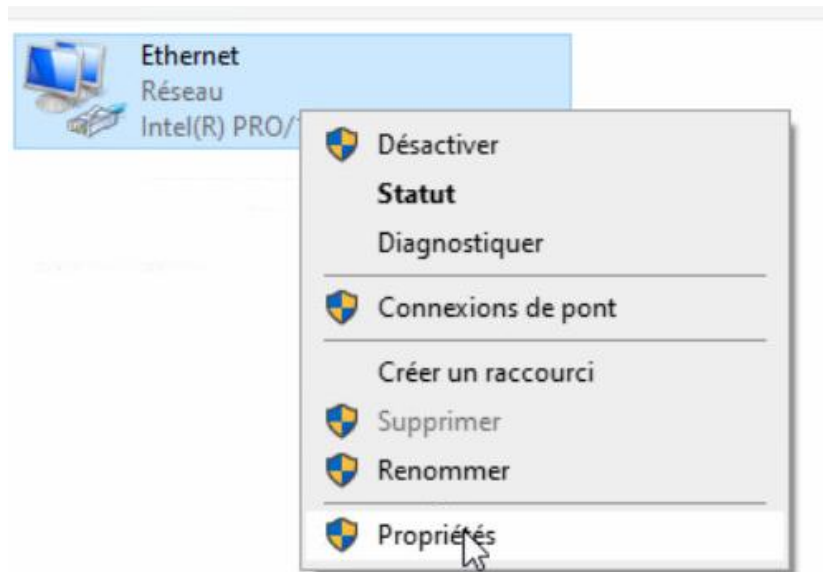 Ethernet
Réseau
Intel(R) PRO/
Désactiver
Statut
Diagnostiquer
Connexions de pont
Créer un raccourci
Supprimer
Renommer
Propriétés